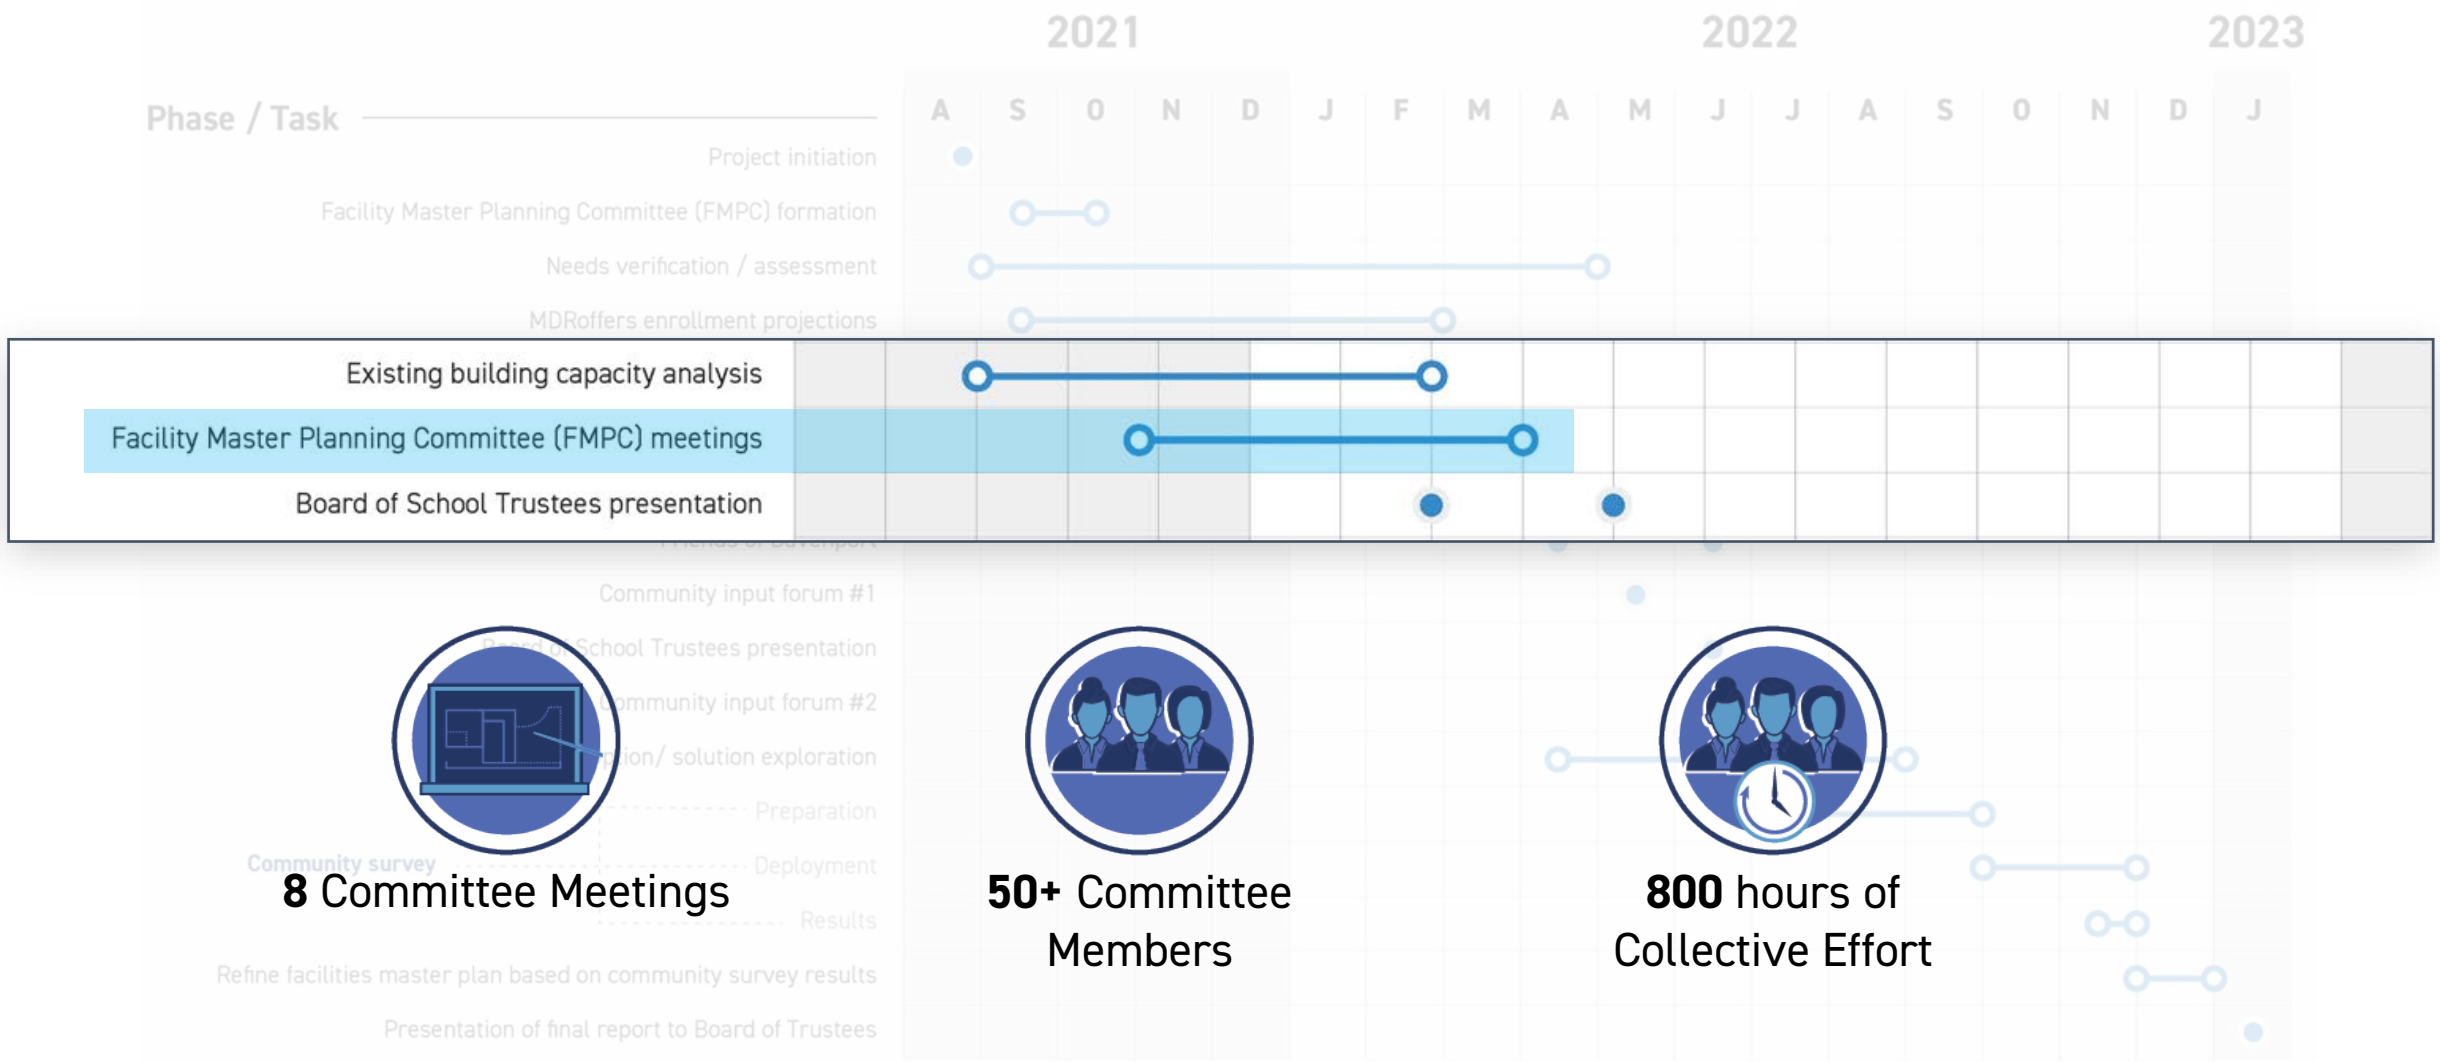 2021 2022 2023
Phase / Task A S O N D J F M A M J J A S O N D J
Project initiation
Facility Master Planning Committee (FMPC) formation
Needs verification / assessment
MDRoffers enrollment projections
Existing building capacity analysis
Facility Master Planning Committee (FMPC) meetings
Board of School Trustees presentation
Community input forum #1
Board of School Trustees presentation
Community input forum #2
solution exploration
Preparation
Community survey Deployment
8 Committee Meetings
50+ Committee
Members
800 hours of
Collective Effort
Results
Refine facilities master plan based on community survey results
Presentation of final report to Board of Trustees